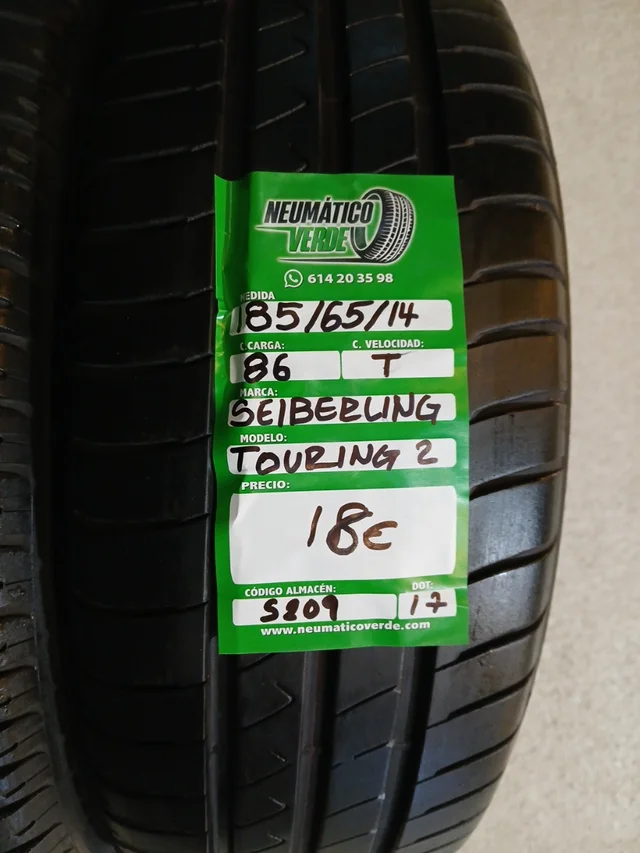 NEUMÁTICO
VERDE
614 20 35 98
MEDIDA
185/65/14
C.CARGA: C. VELOCIDAD:
86 T
MARCA:
SEIBERLING
MODELO:
TOURING 2
PRECIO:
18€
CÓDIGO ALMACÉN: DOT:
S809 17
www.neumaticoverde.com